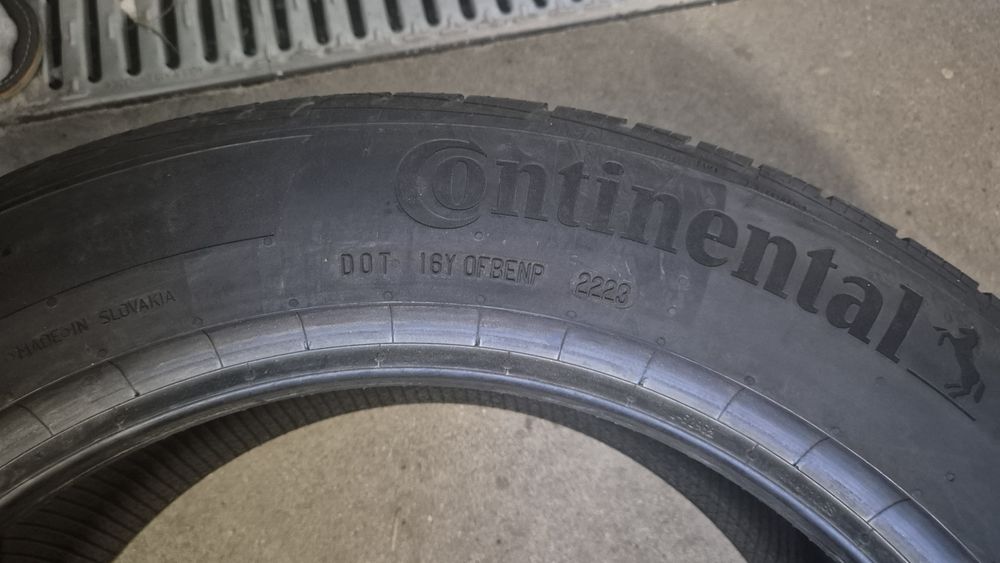 Continental
DOT 16Y 0FBENP 2223
MADE IN SLOVAKIA